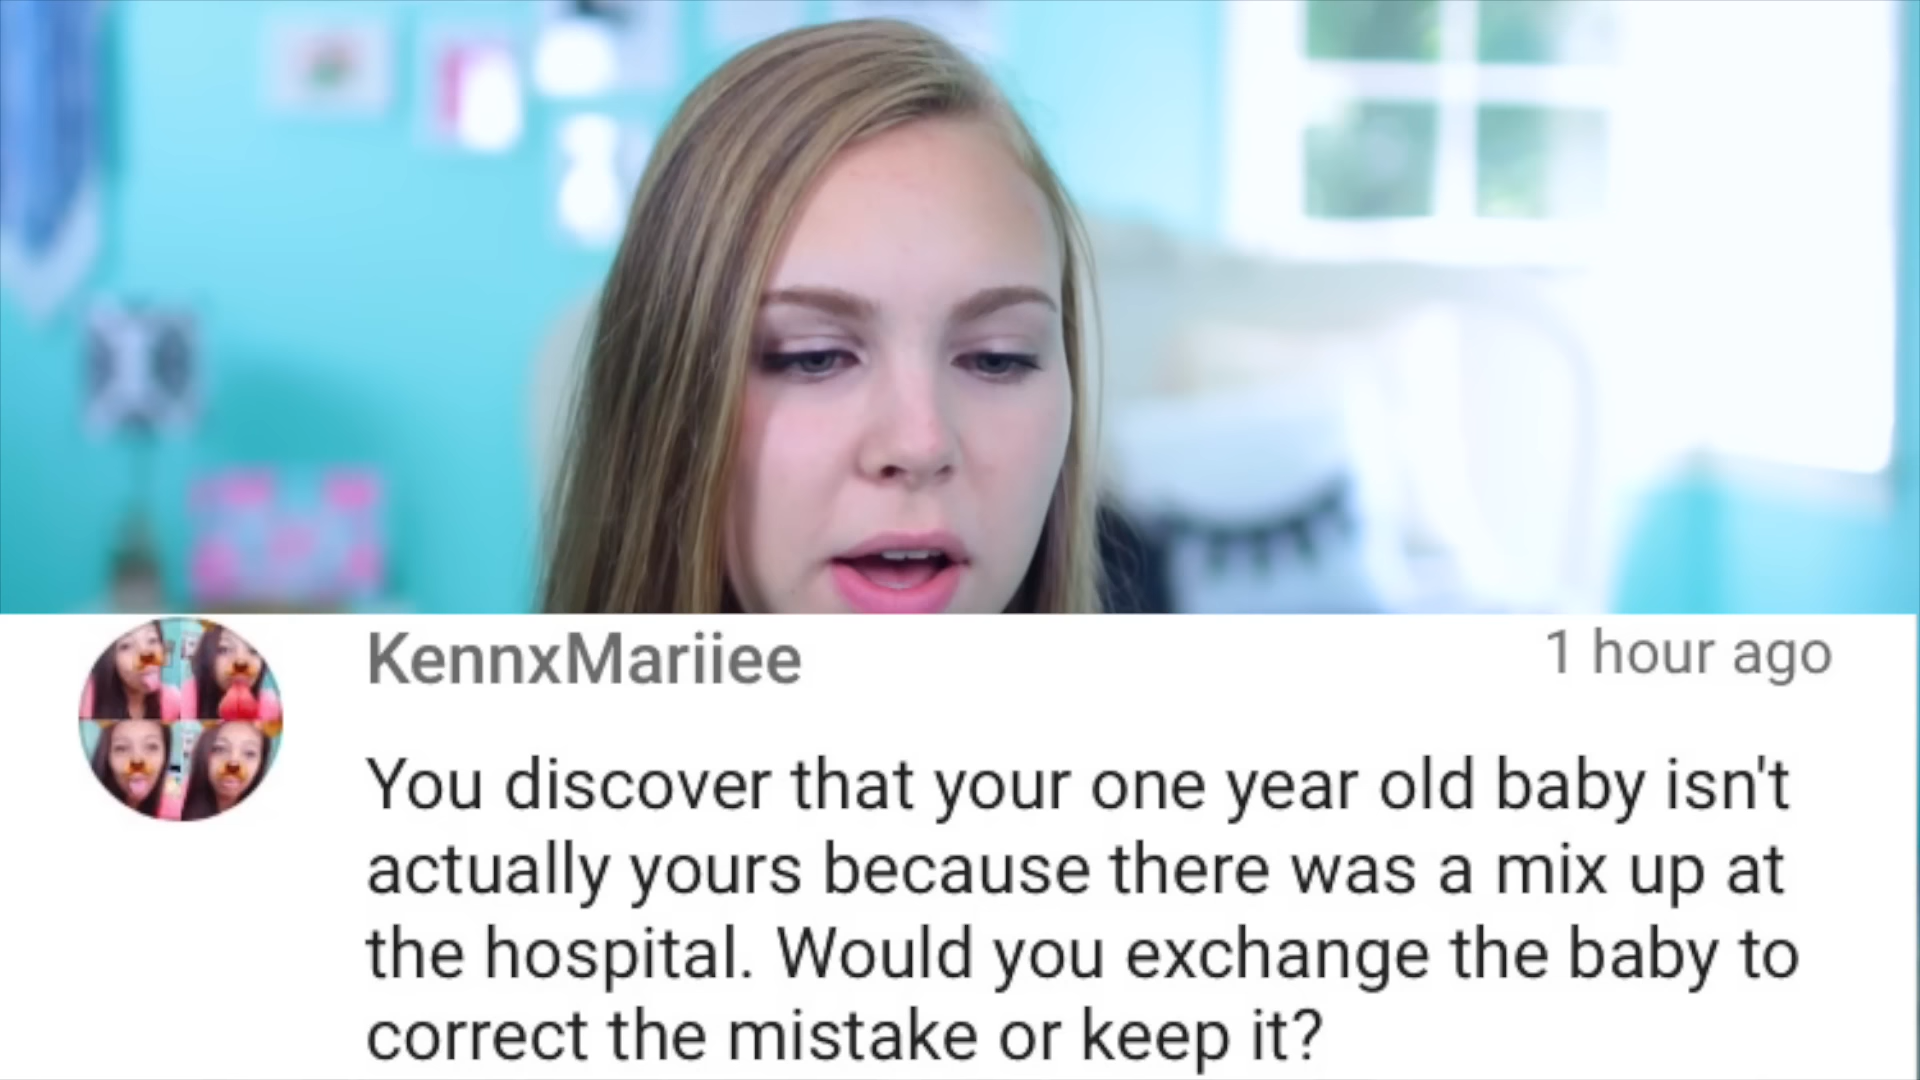 KennxMariiee
1 hour ago
You discover that your one year old baby isn't
actually yours because there was a mix up at
the hospital. Would you exchange the baby to
correct the mistake or keep it?